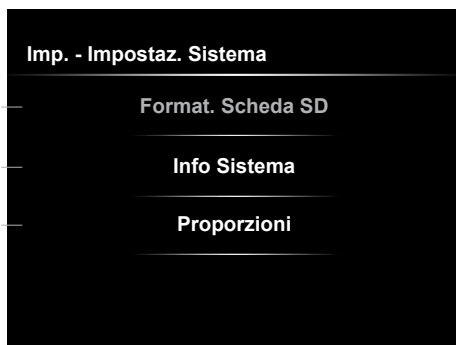 Imp. - Impostaz. Sistema
Format. Scheda SD
Info Sistema
Proporzioni